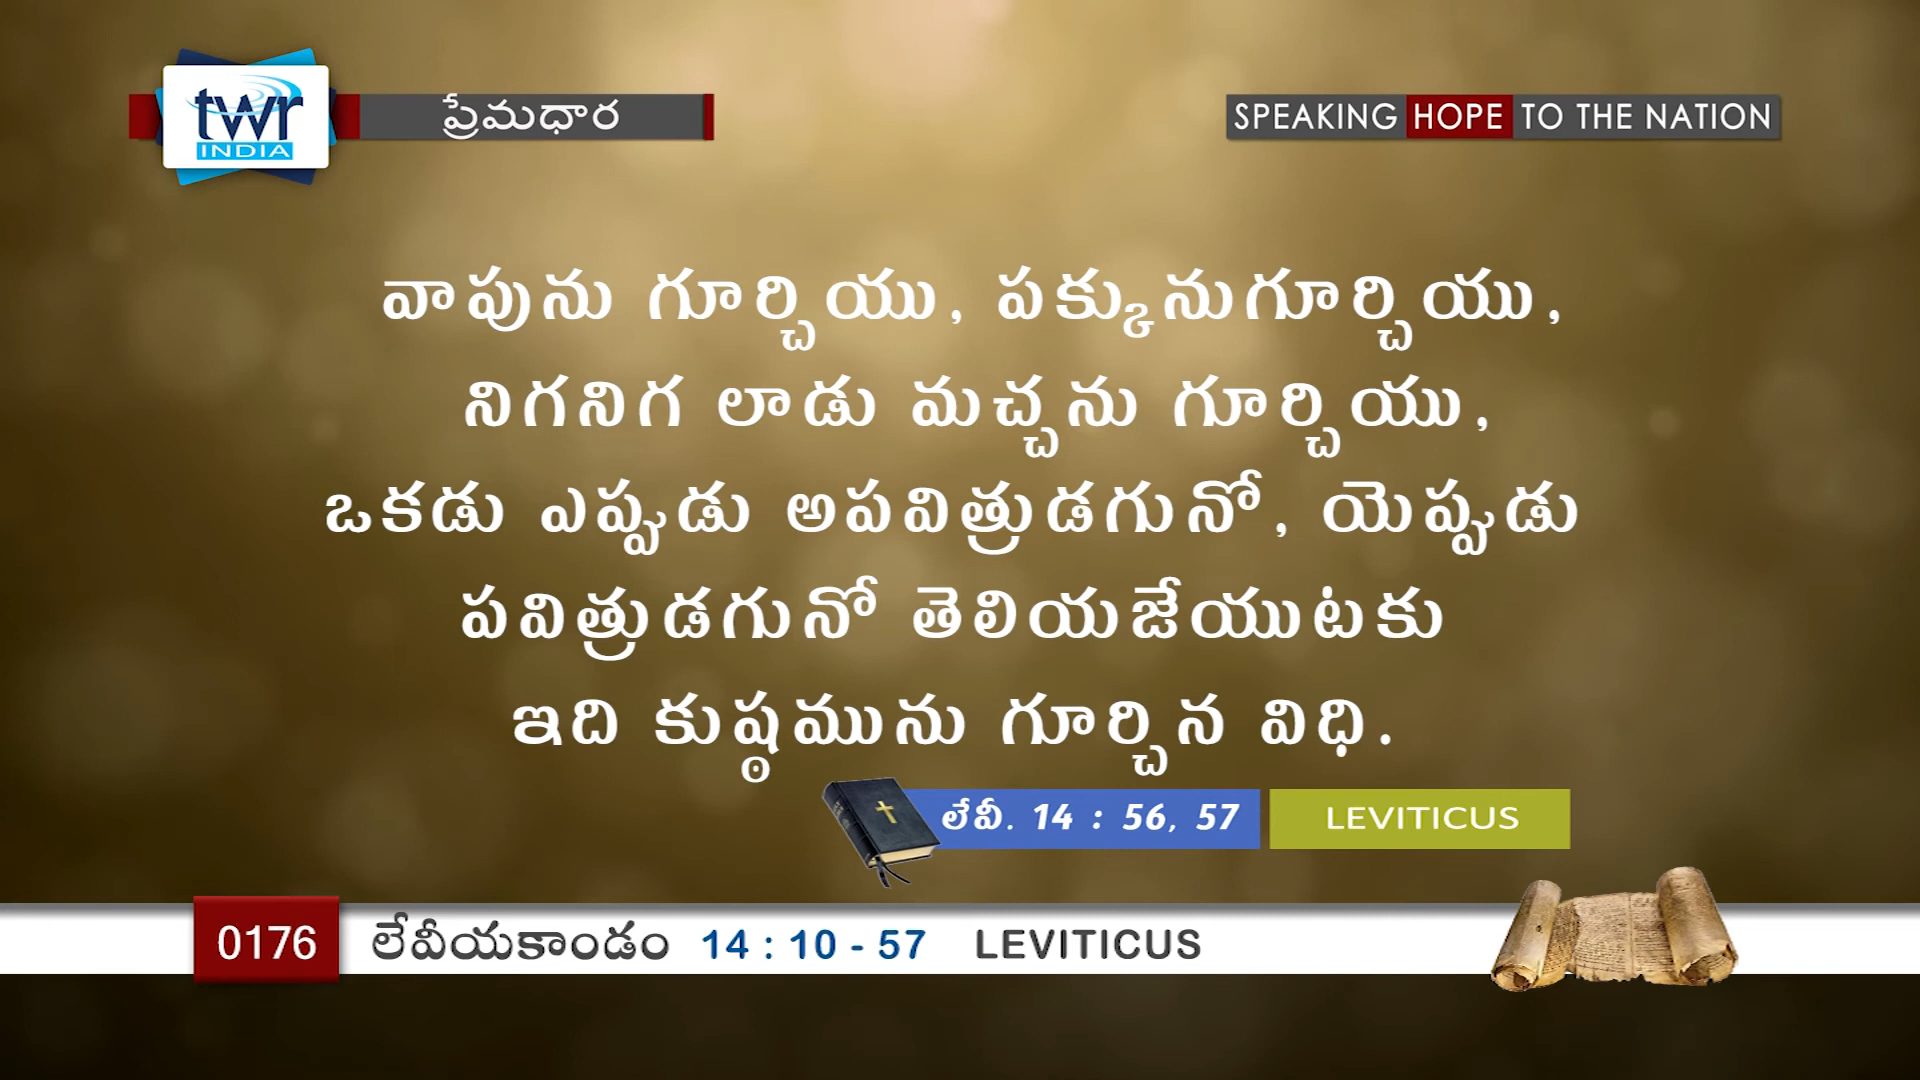 twr
INDIA
ప్రేమధార
SPEAKING HOPE TO THE NATION
వాపును గూర్చియు, పక్కునుగూర్చియు,
నిగనిగ లాడు మచ్చను గూర్చియు,
ఒకడు ఎప్పుడు అపవిత్రుడగునో, యెప్పుడు
పవిత్రుడగునో తెలియజేయుటకు
ఇది కుష్ఠమును గూర్చిన విధి.
లేవీ. 14 : 56, 57
LEVITICUS
0176 లేవీయకాండం 14 : 10 - 57 LEVITICUS